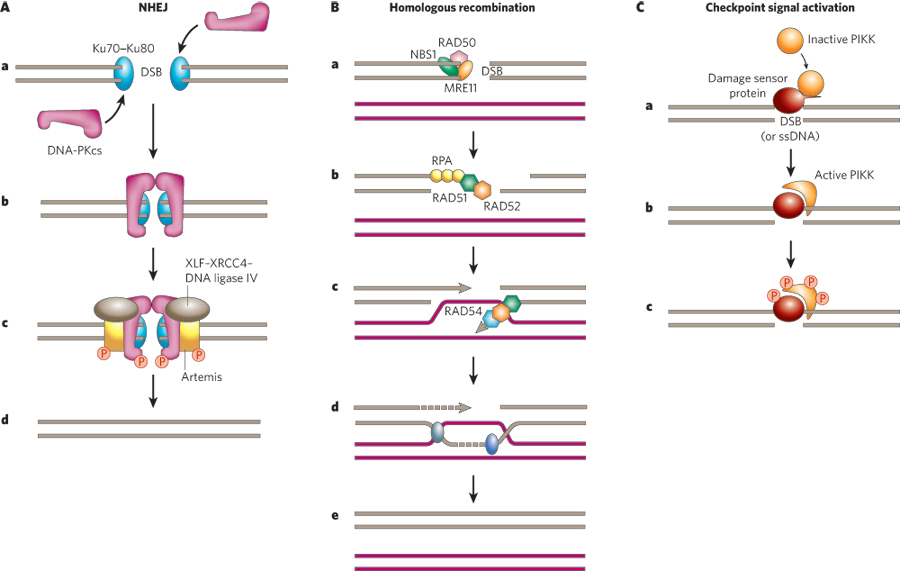 A
NHEJ
a
Ku70–Ku80
DSB
DNA-PKcs
b
XLF–XRCC4–
DNA ligase IV
c
P
P
P
P
Artemis
d
B
Homologous recombination
a
RAD50
NBS1
DSB
MRE11
b
RPA
RAD51
RAD52
c
RAD54
d
e
C
Checkpoint signal activation
Inactive PIKK
Damage sensor
protein
a
DSB
(or ssDNA)
Active PIKK
b
c
P
P
P
P